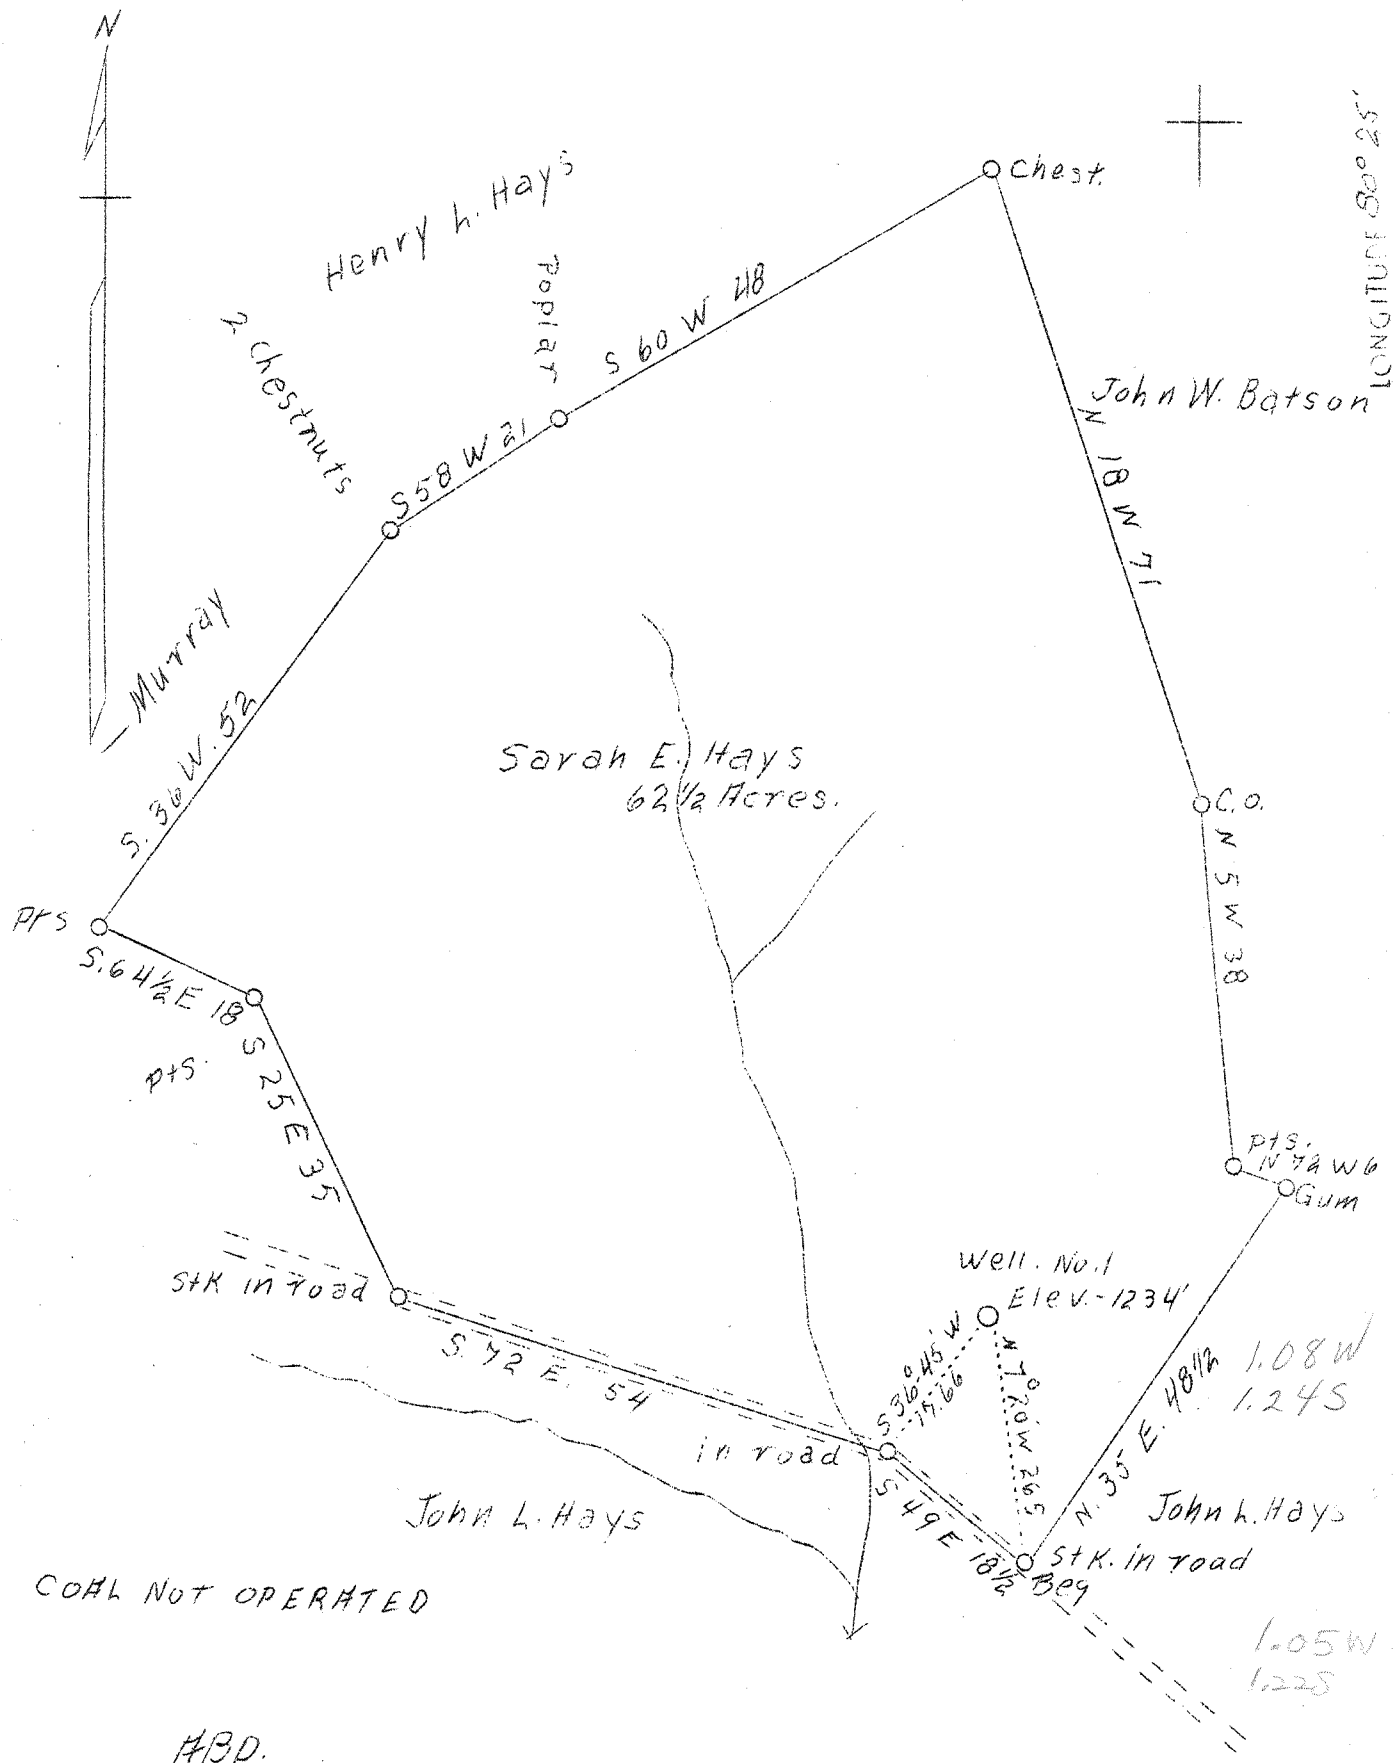 N
LONGITUDE 80° 25'
Chest.
Henry L. Hays
Poplar
S 60 W 48
2 Chestnuts
John W. Batson
N 18 W 71
S 58 W 21
Murray
S. 36 W. 52
Sarah E. Hays
62 1/2 Acres.
C.O.
N 5 W 38
Pts
S. 64 1/2 E 18
pts.
S 25 E 35
pts.
N 72 W 6
Gum
Well. No. 1
Elev. - 1234'
Stk in road
S. 72 E. 54
S 36° 45' W
N 7° 20' W 265
N. 35 E. 48 1/2
1.08 W
1.24 S
in road
S 49 E 18 1/2
John L. Hays
John L. Hays
Stk. in road
Beg
COAL NOT OPERATED
1.05 W
1.22 S
ABD.